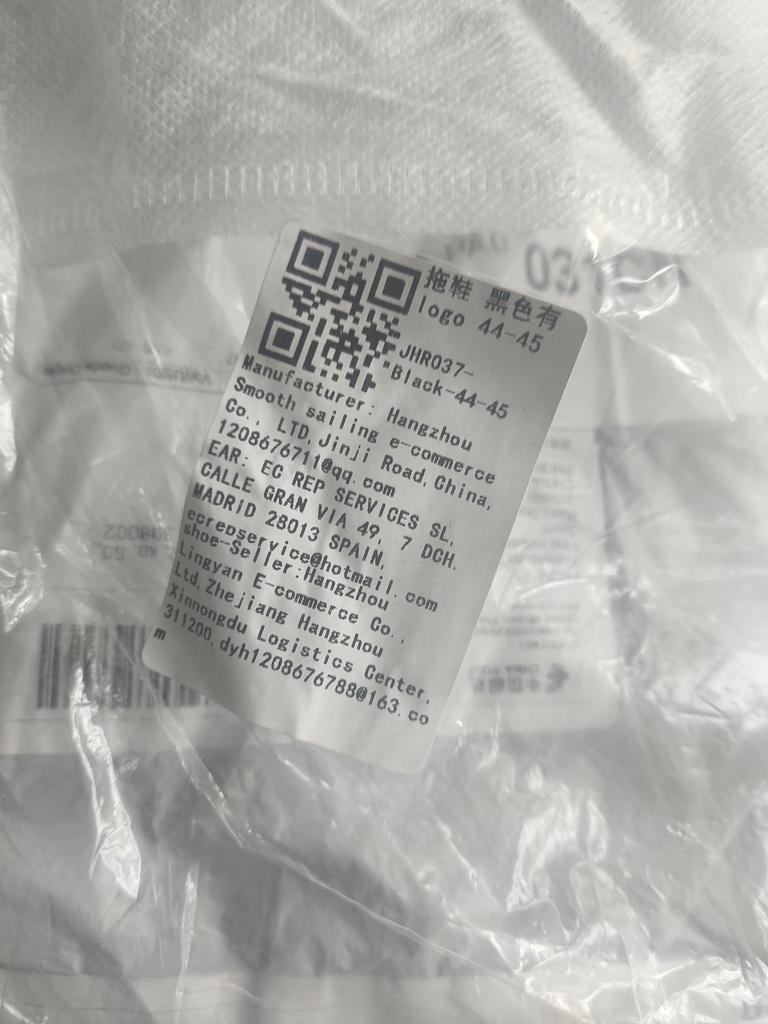 拖鞋 黑色有
logo 44-45
JHR037-
Black-44-45
Manufacturer: Hangzhou
Smooth sailing e-commerce
Co., LTD,Jinji Road,China,
1208676711@qq.com
EAR: EC REP SERVICES SL,
CALLE GRAN VIA 49, 7 DCH.
MADRiD 28013 SPAIN,
ecrepservice@hotmail.com
shoe-Seller:Hangzhou
Lingyan E-commerce Co.,
Ltd,Zhejiang Hangzhou
Xinnongdu Logistics Center,
311200,dyh1208676788@163.co
m